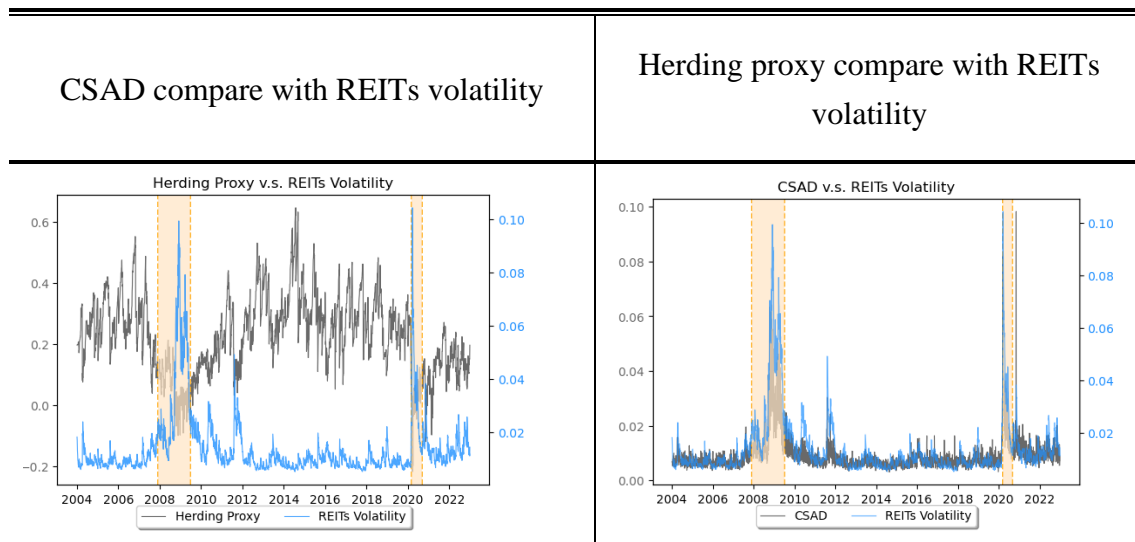 CSAD compare with REITs volatility
Herding proxy compare with REITs
volatility
Herding Proxy v.s. REITs Volatility
0.6
0.4
0.2
0.0
−0.2
0.10
0.08
0.06
0.04
0.02
2004 2006 2008 2010 2012 2014 2016 2018 2020 2022
Herding Proxy REITs Volatility
CSAD v.s. REITs Volatility
0.10
0.08
0.06
0.04
0.02
0.00
0.10
0.08
0.06
0.04
0.02
2004 2006 2008 2010 2012 2014 2016 2018 2020 2022
CSAD REITs Volatility